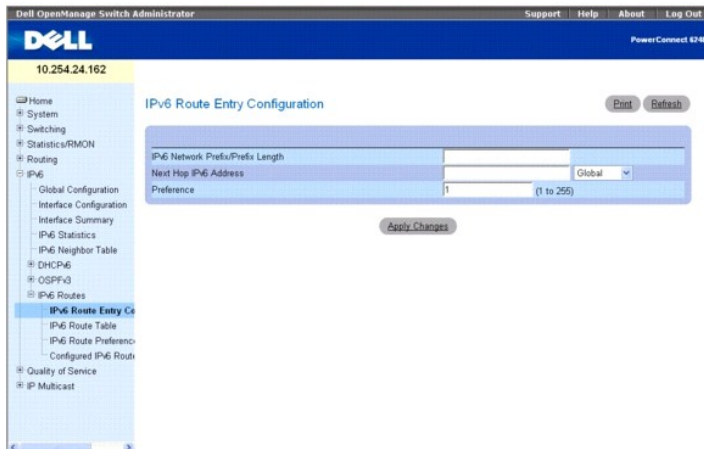 Dell OpenManage Switch Administrator
Support Help About Log Out
DELL
PowerConnect 6248
10.254.24.162
Home
System
Switching
Statistics/RMON
Routing
IPv6
Global Configuration
Interface Configuration
Interface Summary
IPv6 Statistics
IPv6 Neighbor Table
DHCPv6
OSPFv3
IPv6 Routes
IPv6 Route Entry Co
IPv6 Route Table
IPv6 Route Preferenc
Configured IPv6 Route
Quality of Service
IP Multicast
IPv6 Route Entry Configuration
Print Refresh
IPv6 Network Prefix/Prefix Length
Next Hop IPv6 Address Global
Preference 1 (1 to 255)
Apply Changes